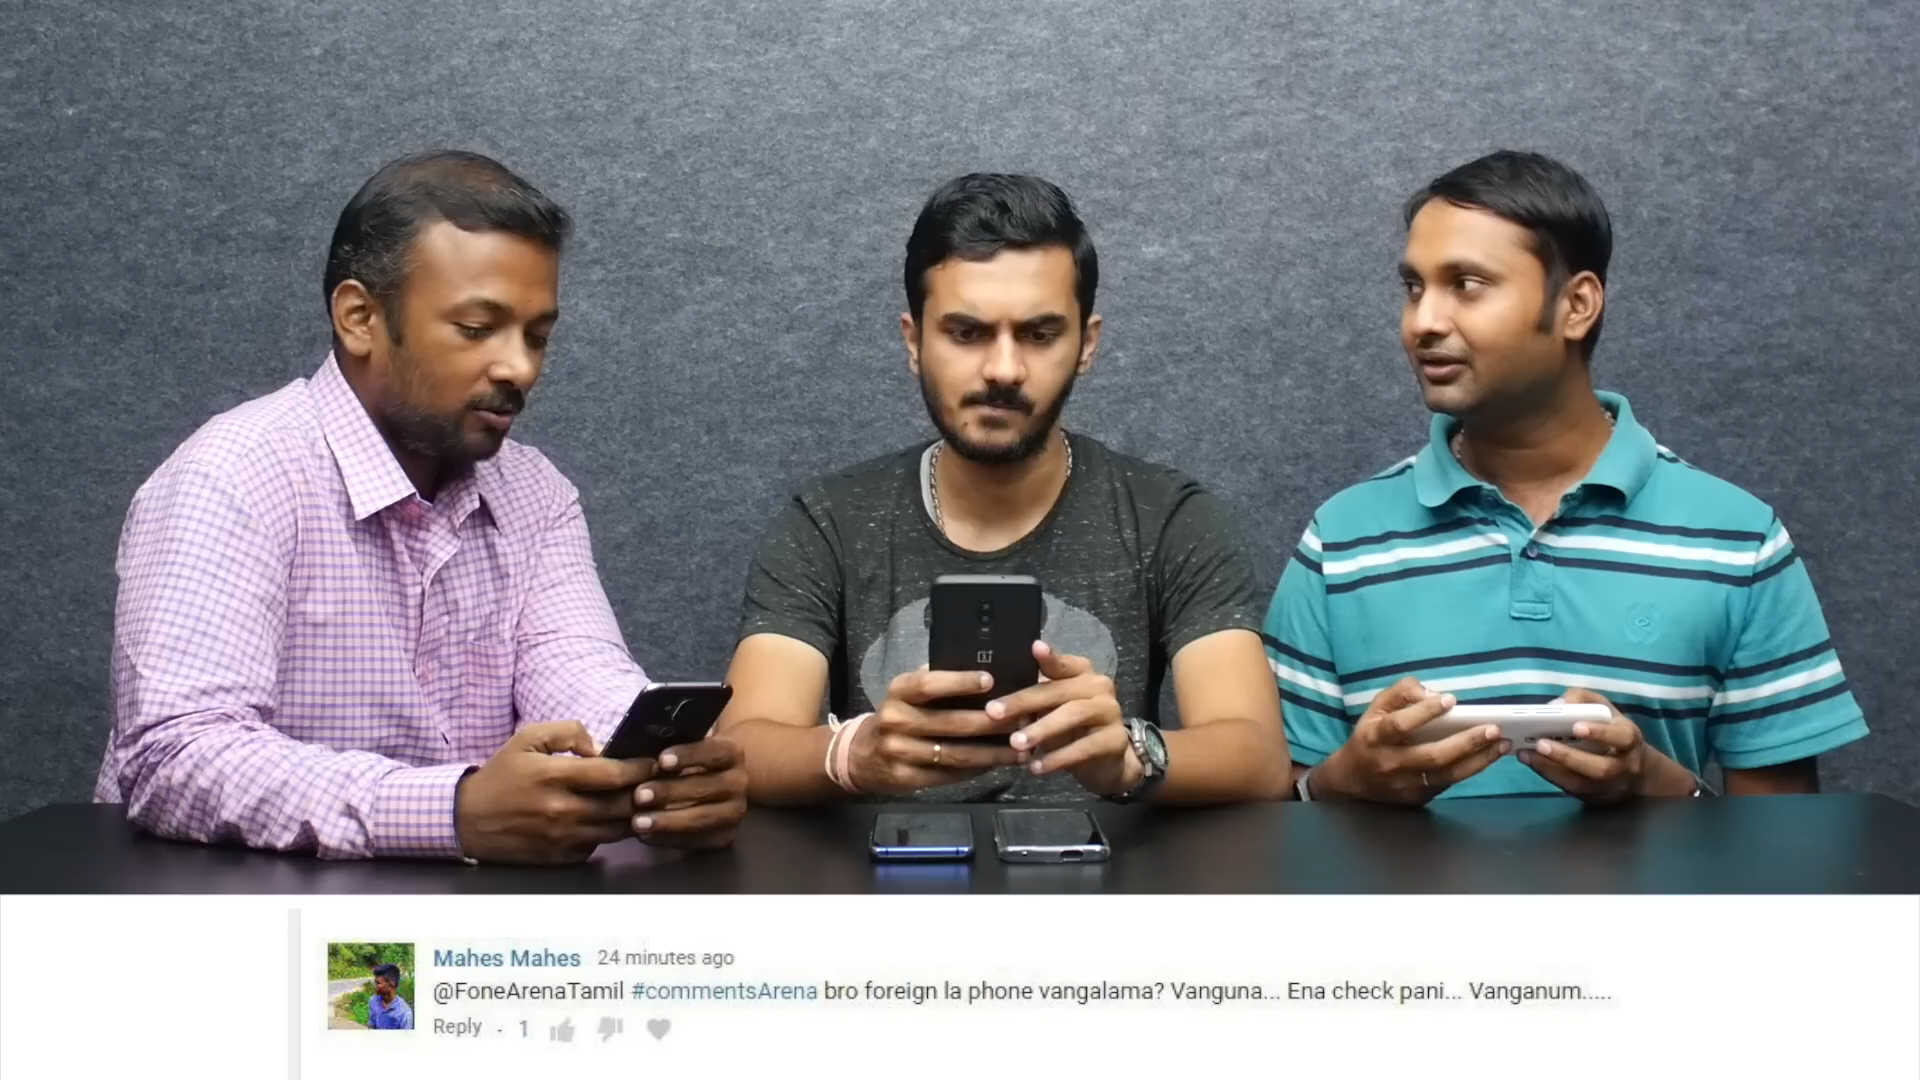 Mahes Mahes 24 minutes ago
@FoneArenaTamil #commentsArena bro foreign la phone vangalama? Vanguna... Ena check pani... Vanganum.....
Reply . 1